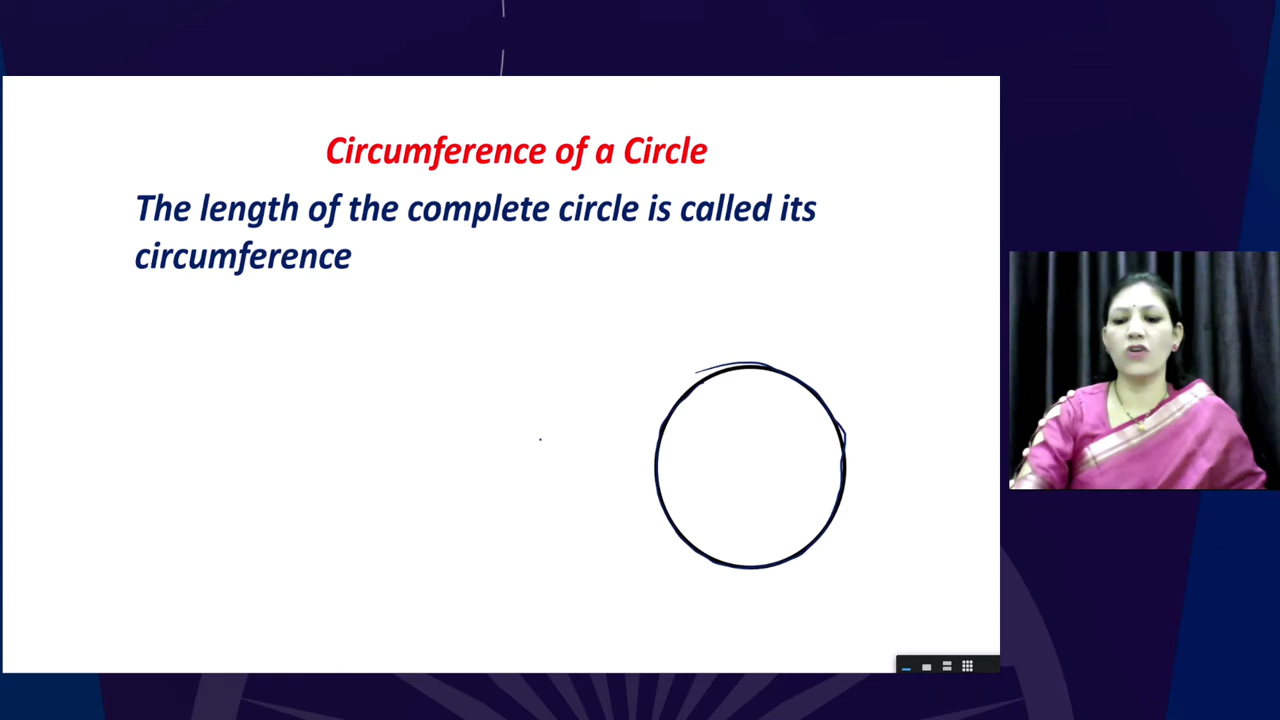 Circumference of a Circle
The length of the complete circle is called its
circumference